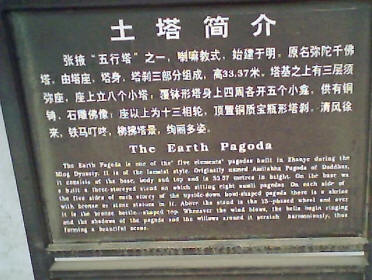 土塔简介
张掖“五行塔”之一，喇嘛教式，始建于明，原名弥陀千佛
塔，由塔座，塔身，塔刹三部分组成，高33.37米。塔基之上有三层须
弥座，座上立八个小塔，覆钵形塔身上四周各开五个小龛，供有铜
铸、石雕佛像，座以上为十三相轮，顶置铜质宝瓶形塔刹。清风徐
来，铁马叮咚，柳拂塔景，绚丽多姿。
The Earth Pagoda
The Earth Pagoda is one of the "five elements" pagodas built in Zhanye during the
Ming Dynasty. It is of the lamaist style. Originally named Amitabha Pagoda of Buddhas,
it consists of the base, body and top and is 33.37 metres in height. On the base was
a built a three-storeyed stand on which sitting eight small pagodas. On each side of
the five sides of each storey of the upside-down bowl-shaped pagoda there is a shrine
with bronze or stone statues in it. Above the stand is the 13-phased wheel and over
it is the bronze bottle-shaped top. Whenever the wind blows, the bells begin ringing
and the shadows of the pagoda and the willows around it harmoniously, thus
forming a beautiful scene.